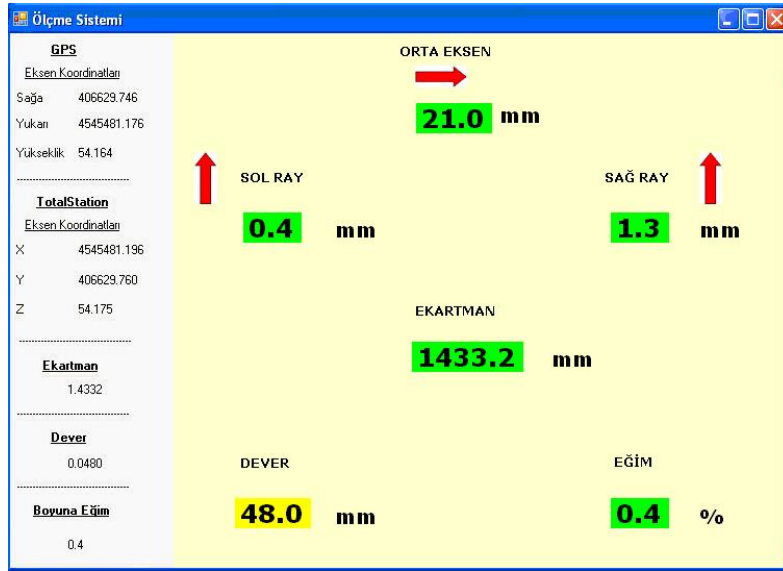 Ölçme Sistemi
GPS
Eksen Koordinatları
Sağa 406629.746
Yukarı 4545481.176
Yükseklik 54.164
TotalStation
Eksen Koordinatları
X 4545481.196
Y 406629.760
Z 54.175
Ekartman
1.4332
Dever
0.0480
Boyuna Eğim
0.4
ORTA EKSEN
21.0 mm
SOL RAY
0.4 mm
SAĞ RAY
1.3 mm
EKARTMAN
1433.2 mm
DEVER
48.0 mm
EĞİM
0.4 %